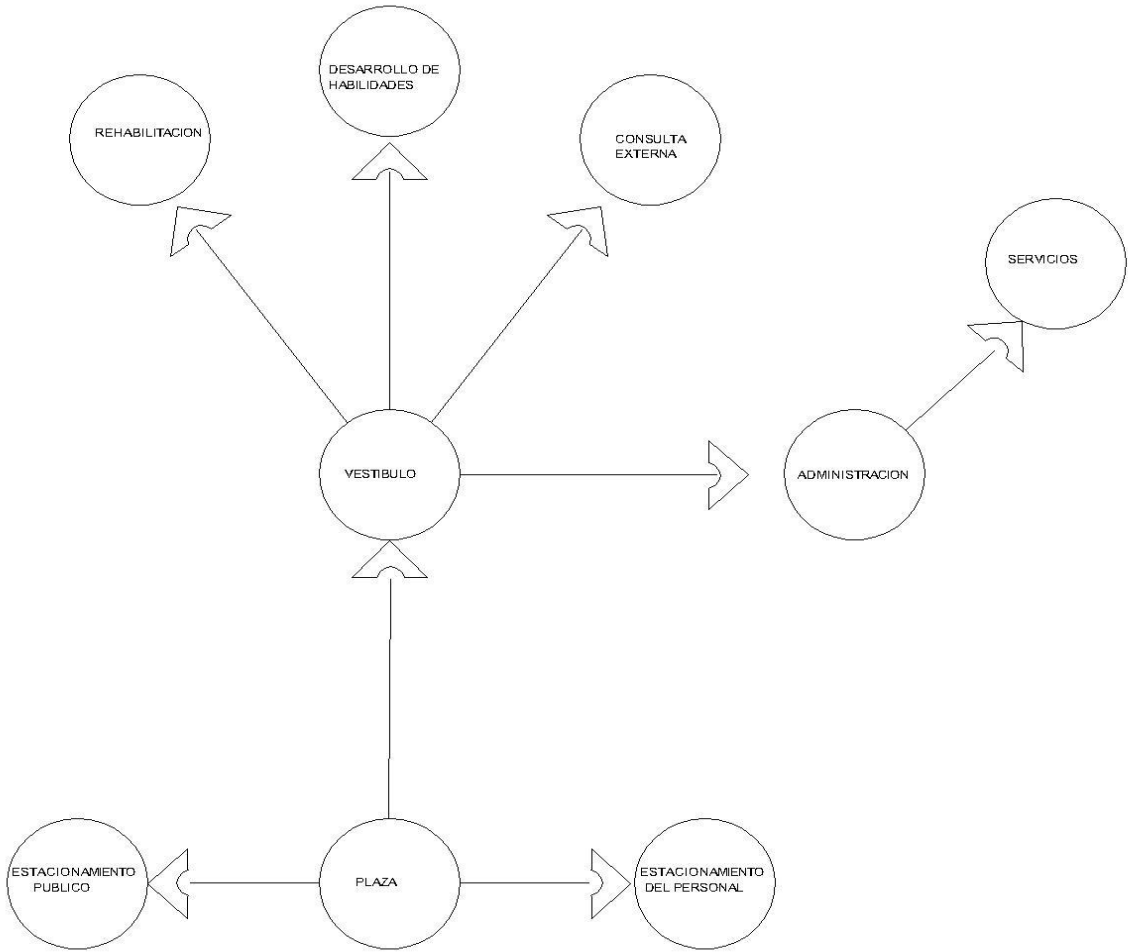 DESARROLLO DE
HABILIDADES
REHABILITACION
CONSULTA
EXTERNA
SERVICIOS
VESTIBULO
ADMINISTRACION
ESTACIONAMIENTO
PUBLICO
PLAZA
ESTACIONAMIENTO
DEL PERSONAL